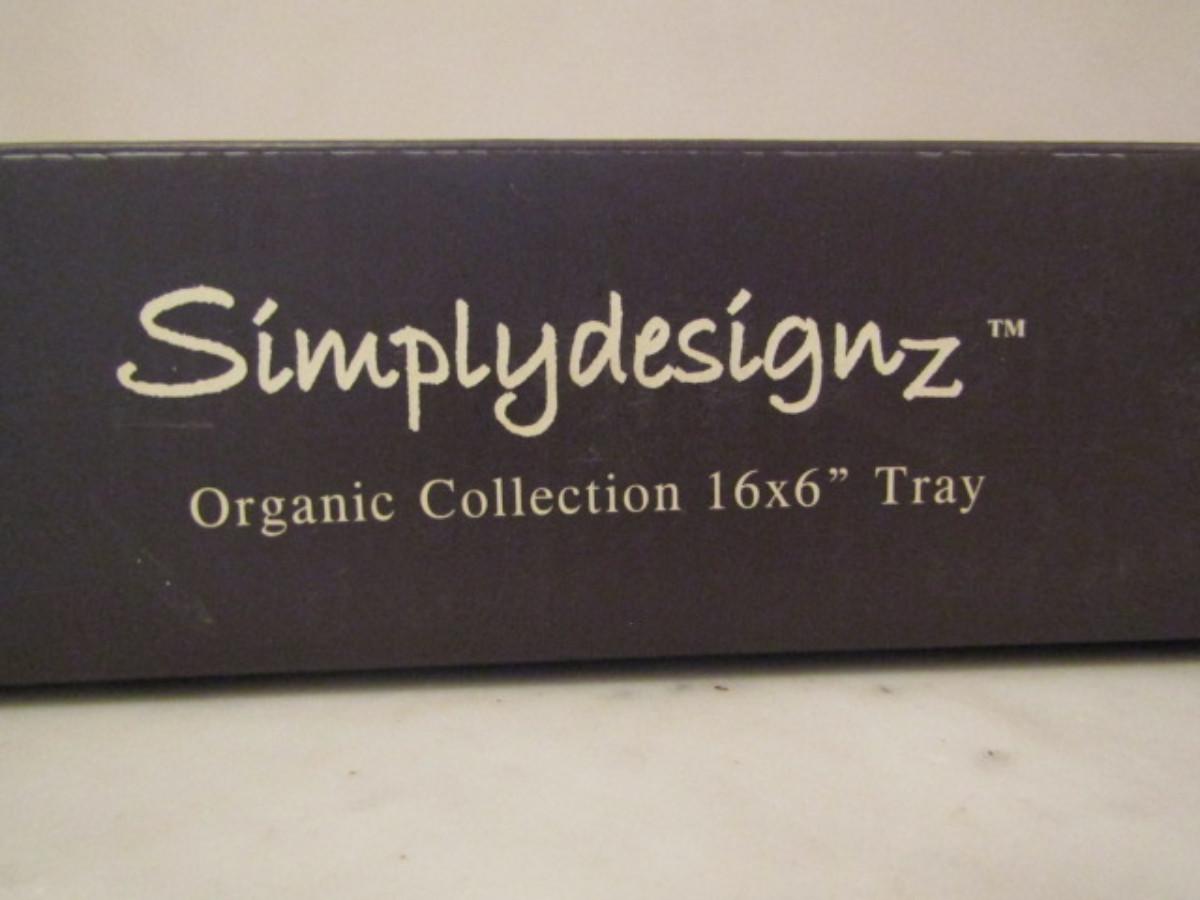 Simplydesignz™
Organic Collection 16x6” Tray